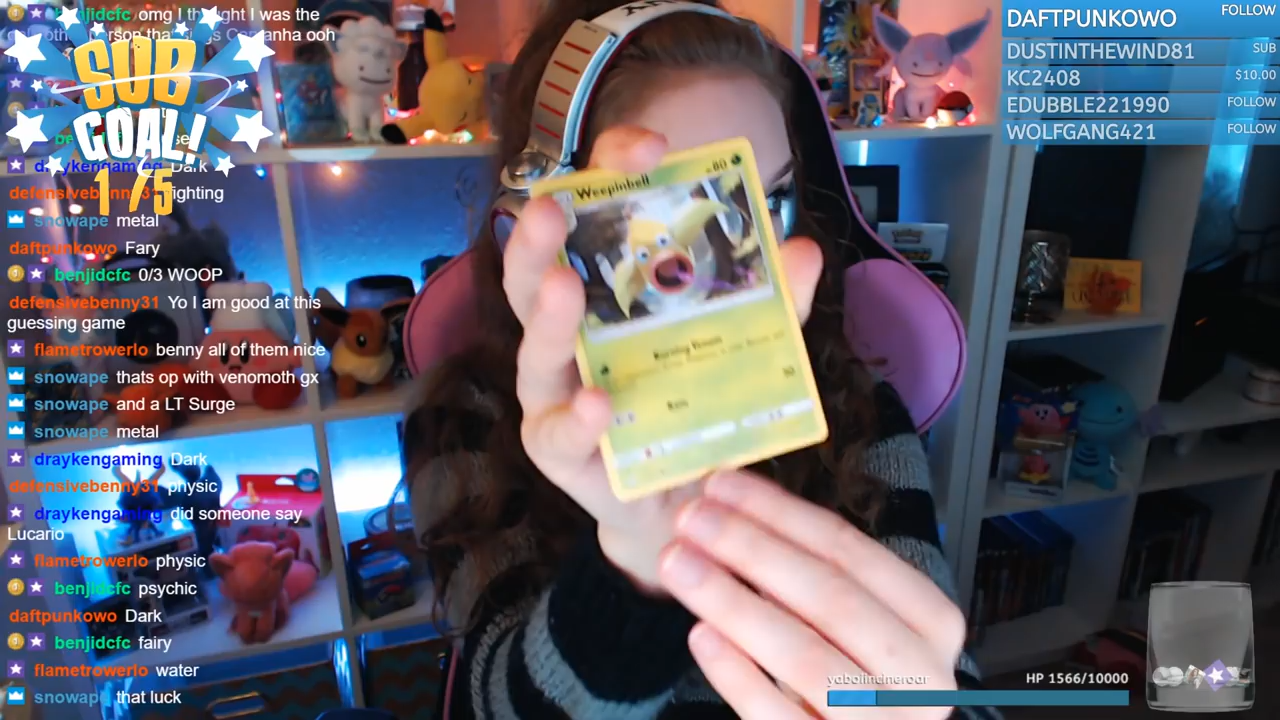 benjidcfc omg I thought I was the
ooh
SUB
GOAL!
1/5
draykengaming Dark
defensivebenny31 fighting
snowape metal
daftpunkowo Fary
benjidcfc 0/3 WOOP
defensivebenny31 Yo I am good at this
guessing game
flametrowerlo benny all of them nice
snowape thats op with venomoth gx
snowape and a LT Surge
snowape metal
draykengaming Dark
defensivebenny31 physic
draykengaming did someone say
Lucario
flametrowerlo physic
benjidcfc psychic
daftpunkowo Dark
benjidcfc fairy
flametrowerlo water
snowape that luck
Weepinbell
80
DAFTPUNKOWO FOLLOW
DUSTINTHEWIND81 SUB
KC2408 $10.00
EDUBBLE221990 FOLLOW
WOLFGANG421 FOLLOW
yabolincineroar HP 1566/10000